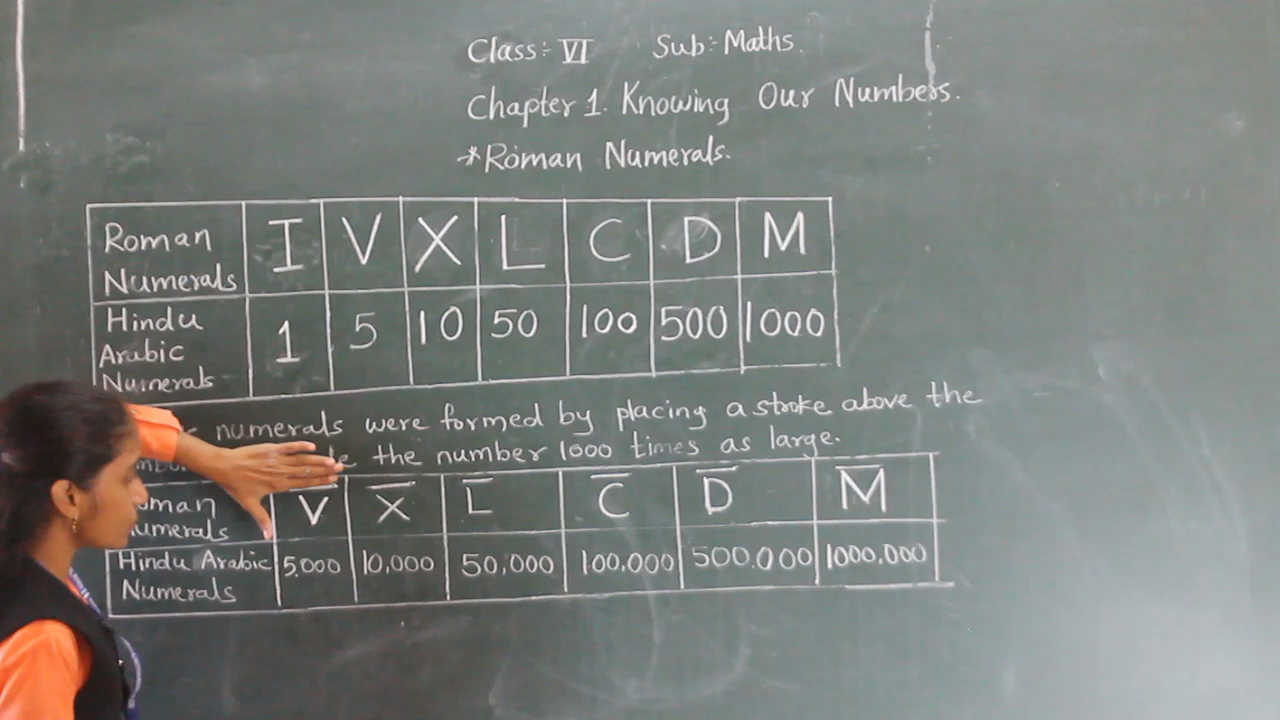 Class:- VI Sub:- Maths.
Chapter 1. Knowing Our Numbers.
*Roman Numerals.
Roman Numerals I V X L C D M
Hindu Arabic Numerals 1 5 10 50 100 500 1000
numerals were formed by placing a stroke above the
the number 1000 times as large.
V̅ X̅ L̅ C̅ D̅ M̅
Numerals
Hindu Arabic Numerals 5,000 10,000 50,000 100,000 500.000 1000,000